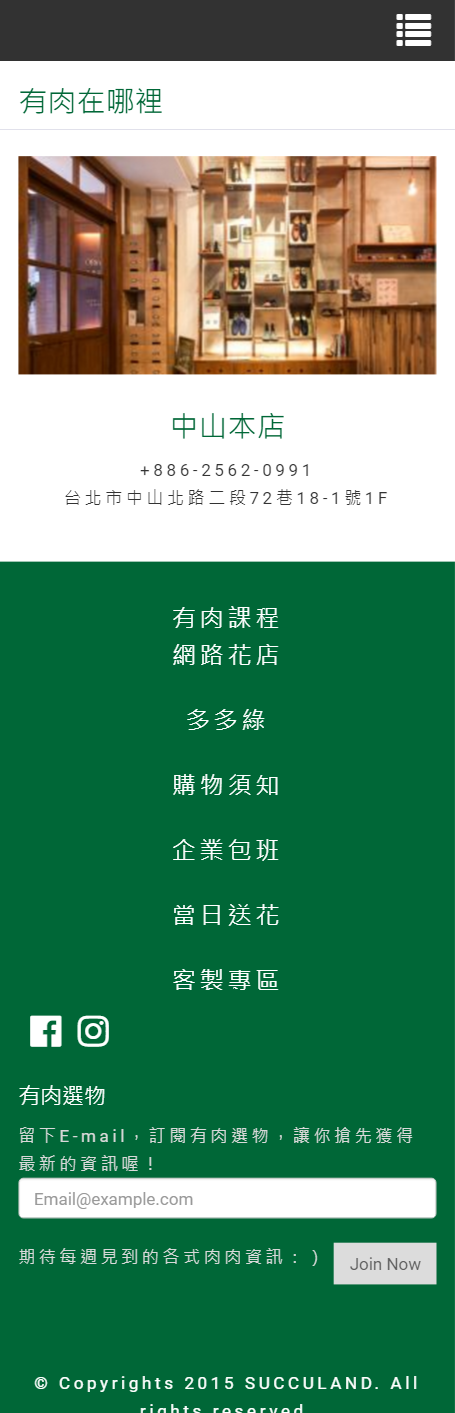 有肉在哪裡
中山本店
+886-2562-0991
台北市中山北路二段72巷18-1號1F
有肉課程
網路花店
多多綠
購物須知
企業包班
當日送花
客製專區
有肉選物
留下E-mail，訂閱有肉選物，讓你搶先獲得
最新的資訊喔！
Email@example.com
期待每週見到的各式肉肉資訊：)
Join Now
© Copyrights 2015 SUCCULAND. All
rights reserved